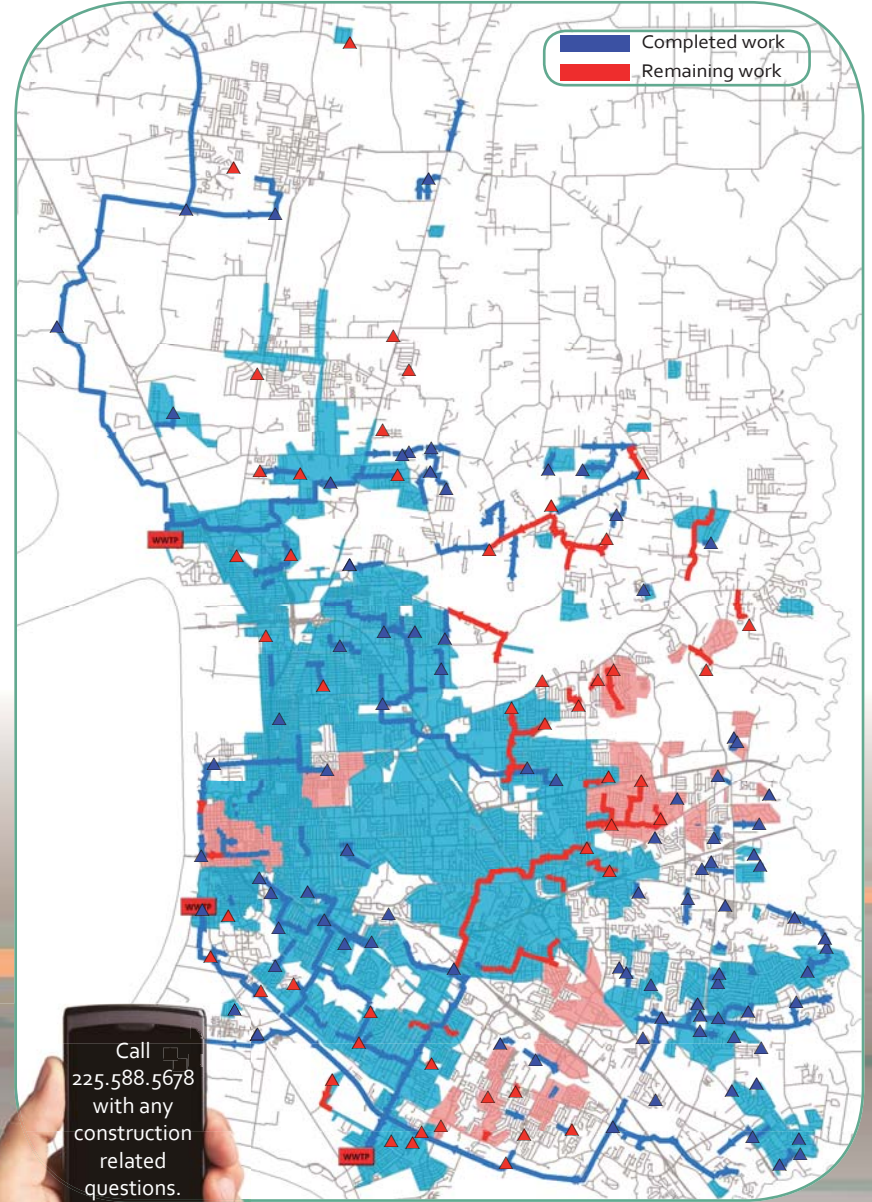 Completed work
Remaining work
WWTP
WWTP
WWTP
Call
225.588.5678
with any
construction
related
questions.